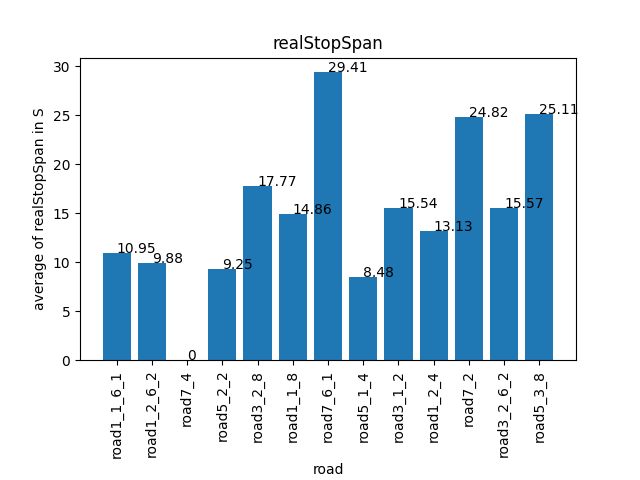 realStopSpan
average of realStopSpan in S
30
25
20
15
10
5
0
10.95
9.88
0
9.25
17.77
14.86
29.41
8.48
15.54
13.13
24.82
15.57
25.11
road1_1_6_1
road1_2_6_2
road7_4
road5_2_2
road3_2_8
road1_1_8
road7_6_1
road5_1_4
road3_1_2
road1_2_4
road7_2
road3_2_6_2
road5_3_8
road